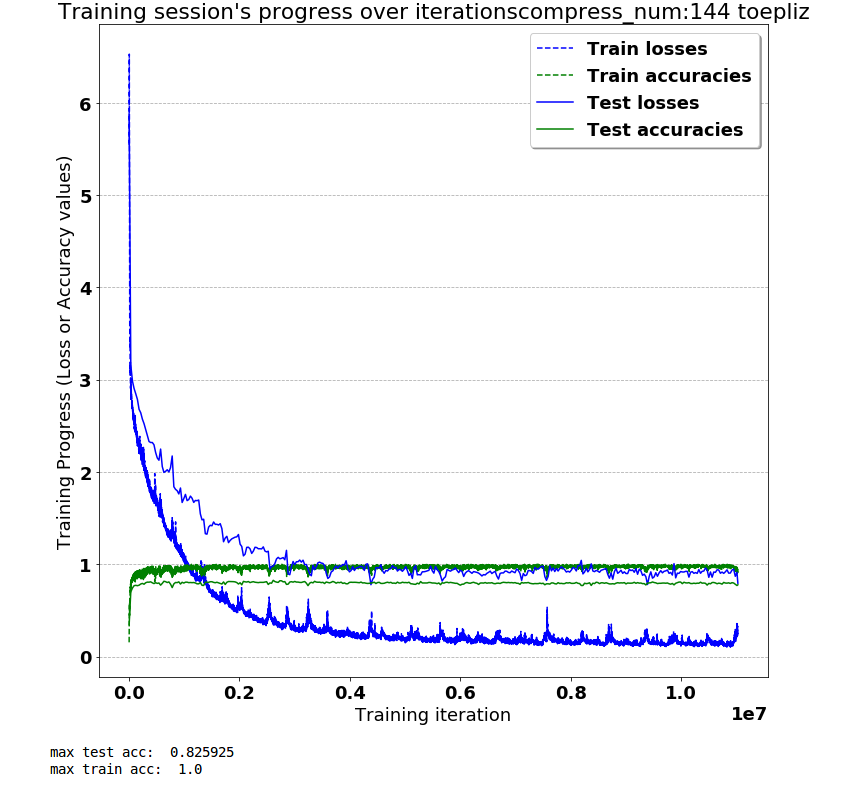 Training session's progress over iterationscompress_num:144 toepliz
Train losses
Train accuracies
Test losses
Test accuracies
Training Progress (Loss or Accuracy values)
6
5
4
3
2
1
0
0.0 0.2 0.4 0.6 0.8 1.0
1e7
Training iteration
max test acc: 0.825925
max train acc: 1.0